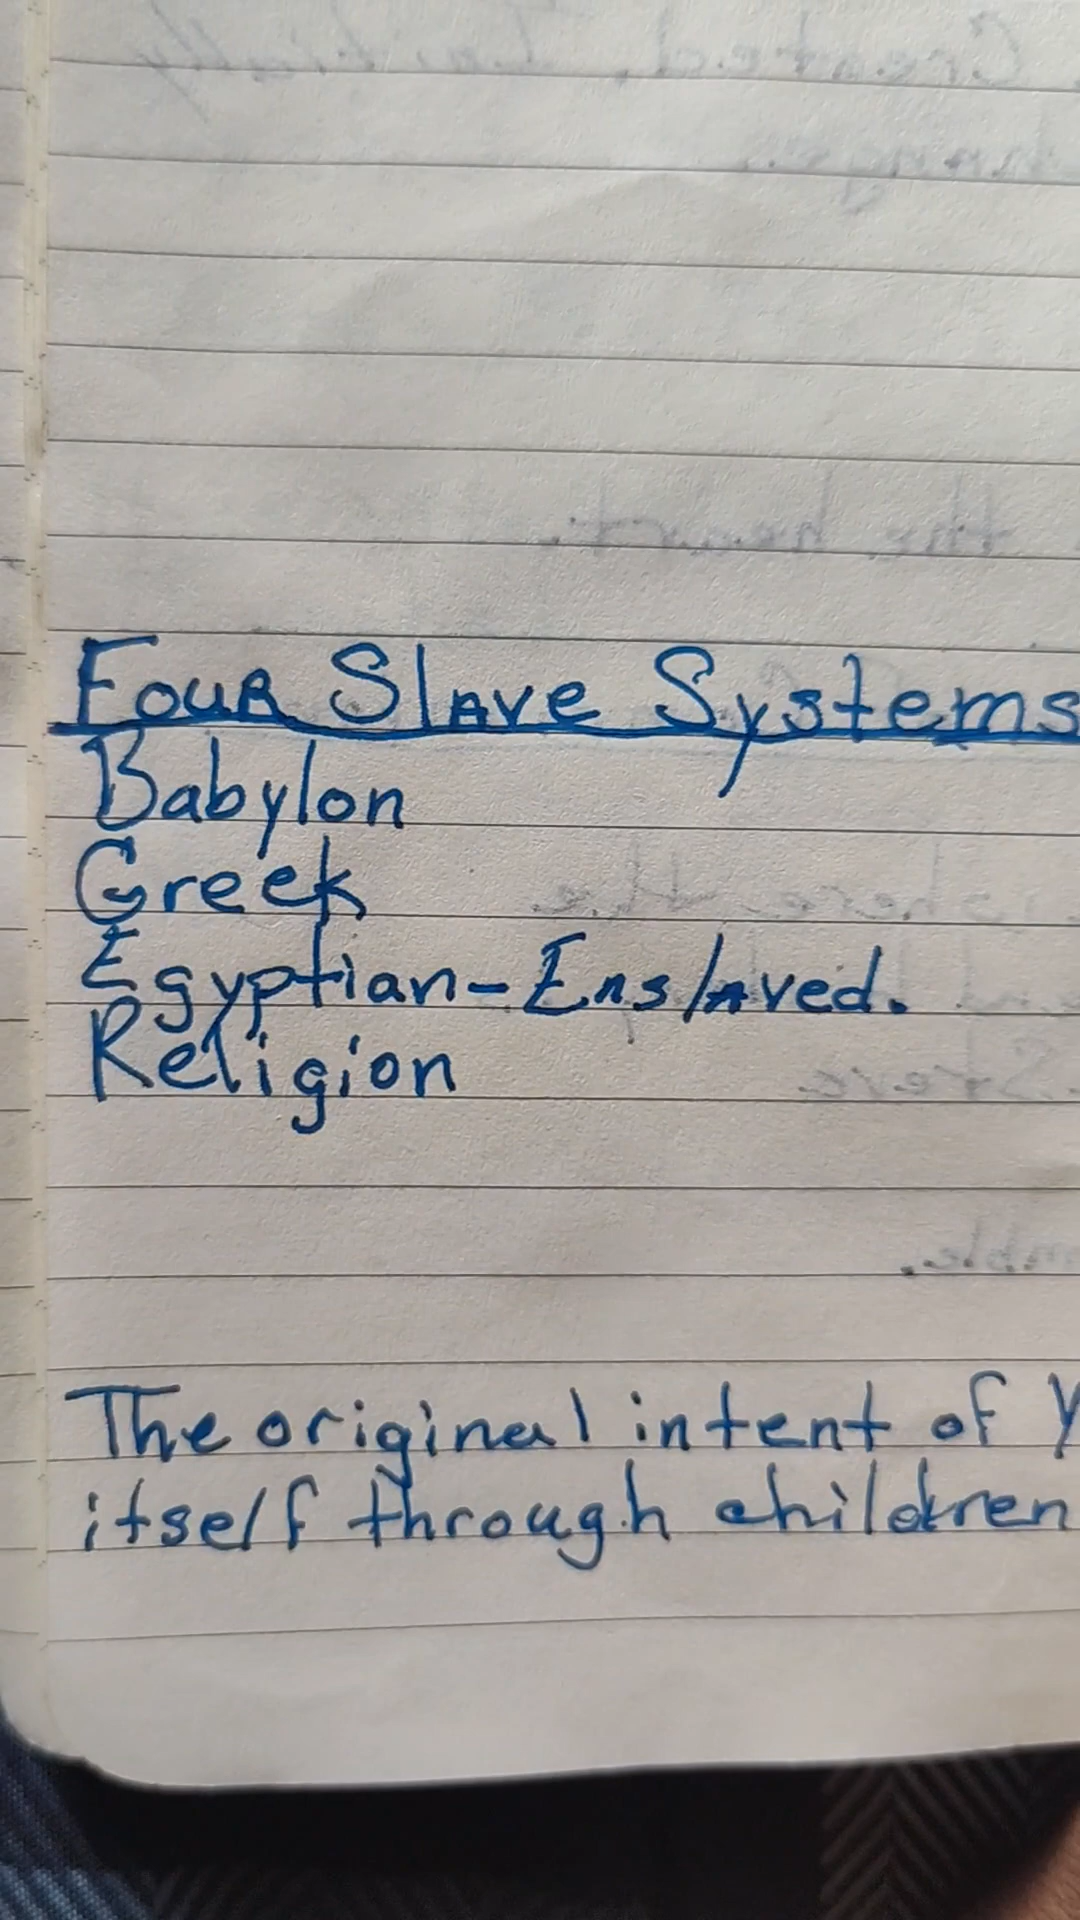 Four Slave Systems
Babylon
Greek
Egyptian - Enslaved.
Religion
The original intent of
itself through children